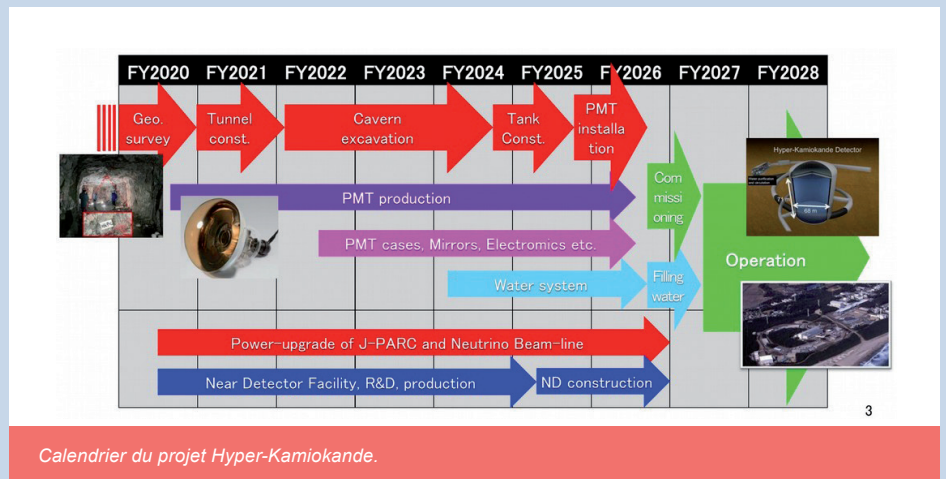 FY2020 FY2021 FY2022 FY2023 FY2024 FY2025 FY2026 FY2027 FY2028
Geo.
survey
Tunnel
const.
Cavern
excavation
Tank
Const.
PMT
installa
tion
PMT production
PMT cases, Mirrors, Electromics etc.
Water system
Com
missi
oning
Filling
water
Hyper-Kamiokande Detector
68 m
Operation
Power-upgrade of J-PARC and Neutrino Beam-line
Near Detector Facility, R&D, production
ND construction
3
Calendrier du projet Hyper-Kamiokande.